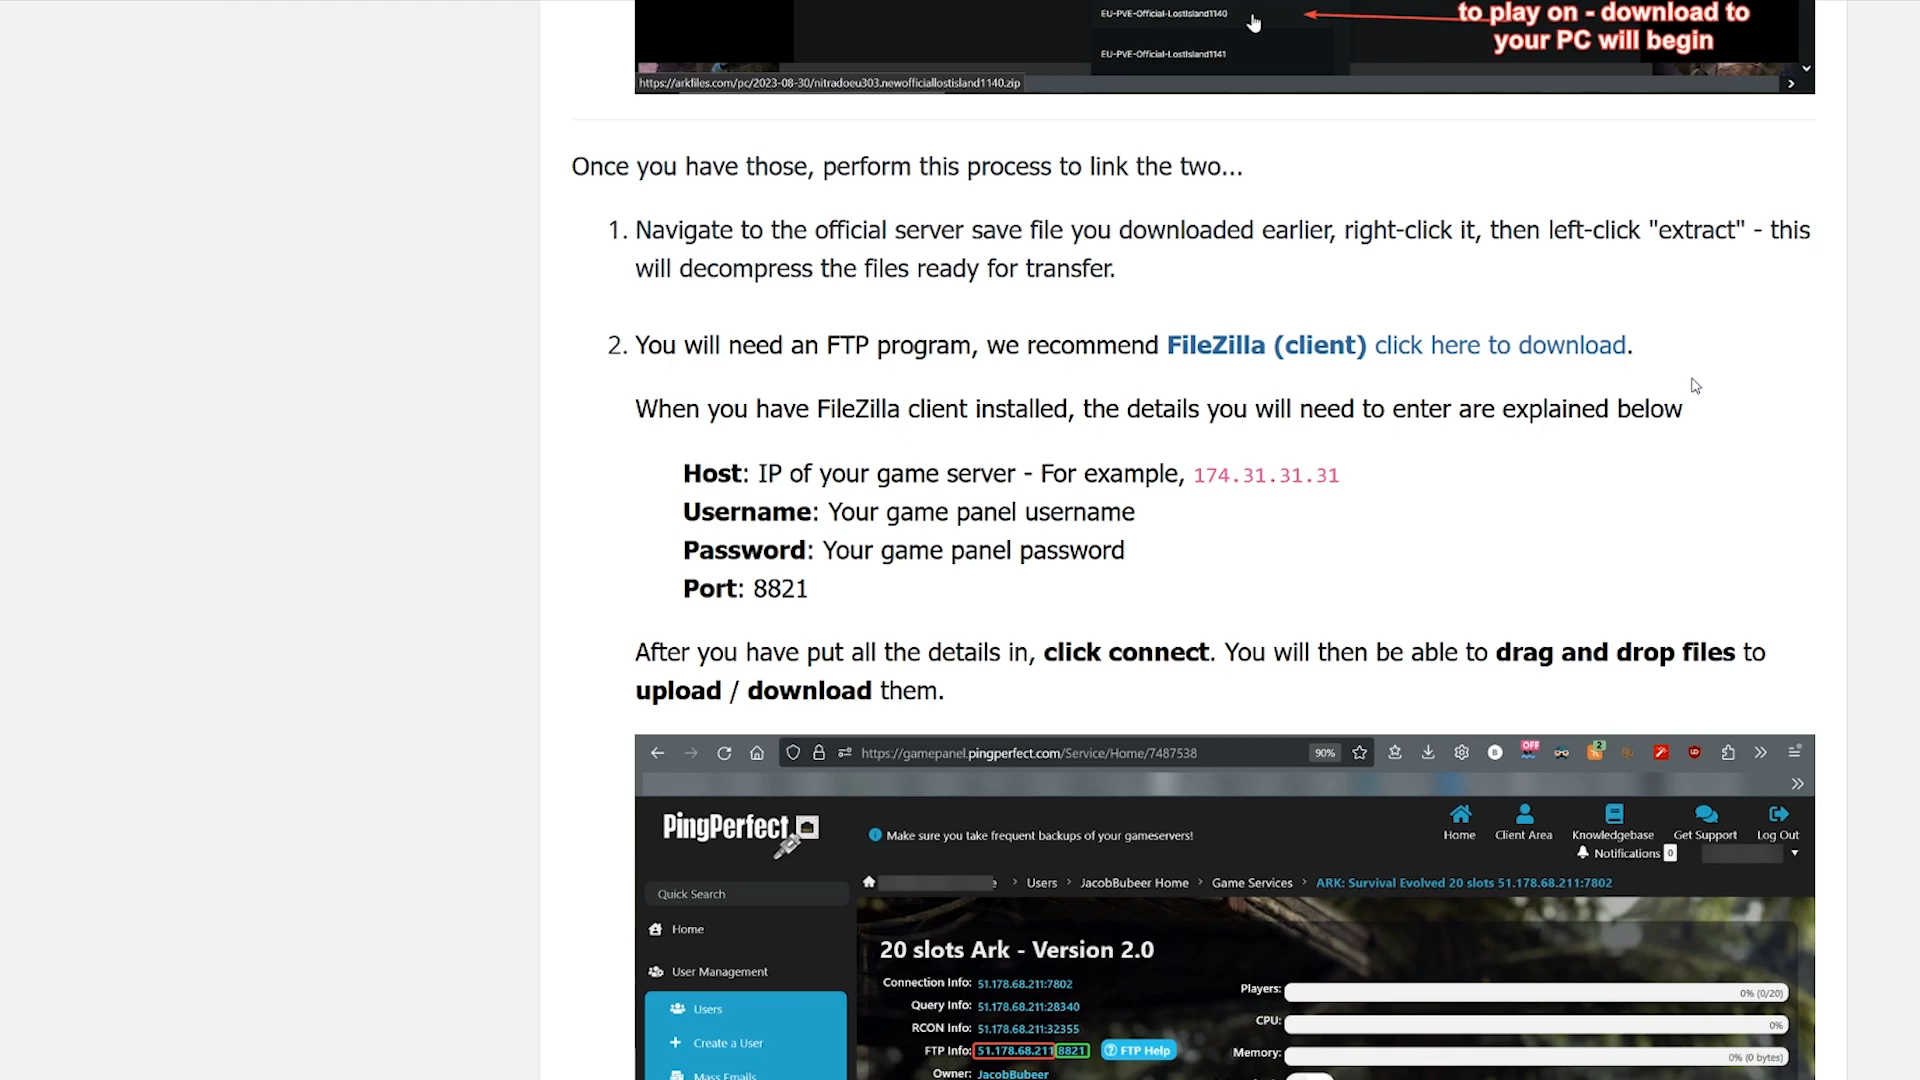 EU-PVE-Official-LostIsland1140
to play on - download to
your PC will begin
EU-PVE-Official-LostIsland1141
https://arkfiles.com/pc/2023-08-30/nitradoeu303.newofficiallostisland1140.zip
Once you have those, perform this process to link the two...
1. Navigate to the official server save file you downloaded earlier, right-click it, then left-click "extract" - this
will decompress the files ready for transfer.
2. You will need an FTP program, we recommend FileZilla (client) click here to download.
When you have FileZilla client installed, the details you will need to enter are explained below
Host: IP of your game server - For example, 174.31.31.31
Username: Your game panel username
Password: Your game panel password
Port: 8821
After you have put all the details in, click connect. You will then be able to drag and drop files to
upload / download them.
https://gamepanel.pingperfect.com/Service/Home/7487538
90%
OFF
2
PingPerfect
Make sure you take frequent backups of your gameservers!
Home Client Area Knowledgebase Get Support Log Out
Notifications 0
e > Users > JacobBubeer Home > Game Services > ARK: Survival Evolved 20 slots 51.178.68.211:7802
Quick Search
Home
User Management
Users
Create a User
Mass Emails
20 slots Ark - Version 2.0
Connection Info: 51.178.68.211:7802
Query Info: 51.178.68.211:28340
RCON Info: 51.178.68.211:32355
FTP Info: 51.178.68.211 8821 FTP Help
Owner: JacobBubeer
Players: 0% (0/20)
CPU: 0%
Memory: 0% (0 bytes)